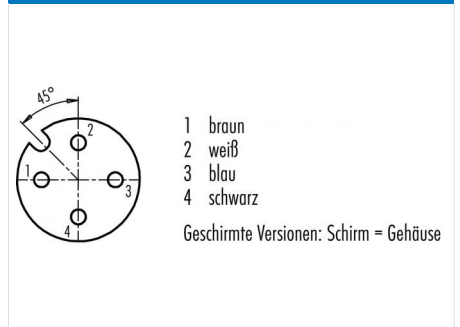 45°
2
1
3
4
1 braun
2 weiß
3 blau
4 schwarz
Geschirmte Versionen: Schirm = Gehäuse